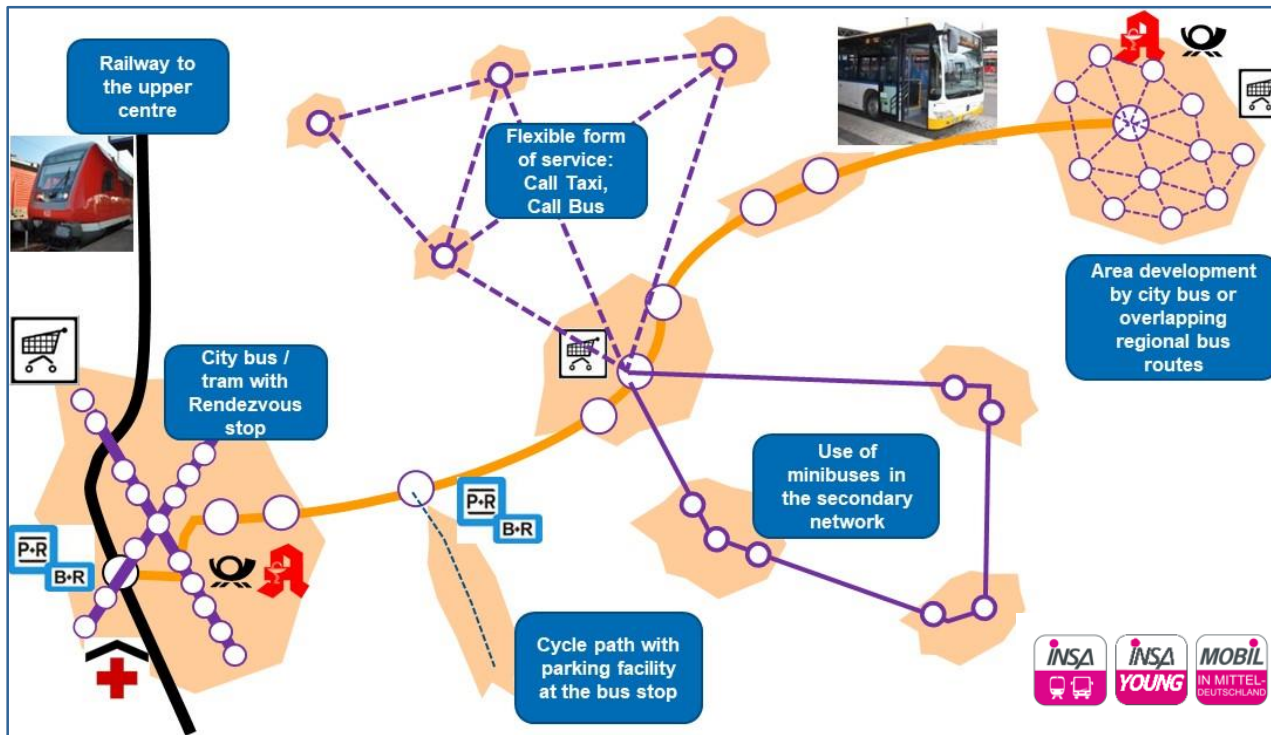 Railway to
the upper
centre
Flexible form
of service:
Call Taxi,
Call Bus
Area development
by city bus or
overlapping
regional bus
routes
City bus /
tram with
Rendezvous
stop
Use of
minibuses in
the secondary
network
P+R
B+R
P+R
B+R
Cycle path with
parking facility
at the bus stop
INSA
INSA
YOUNG
MOBIL
IN MITTEL-
DEUTSCHLAND